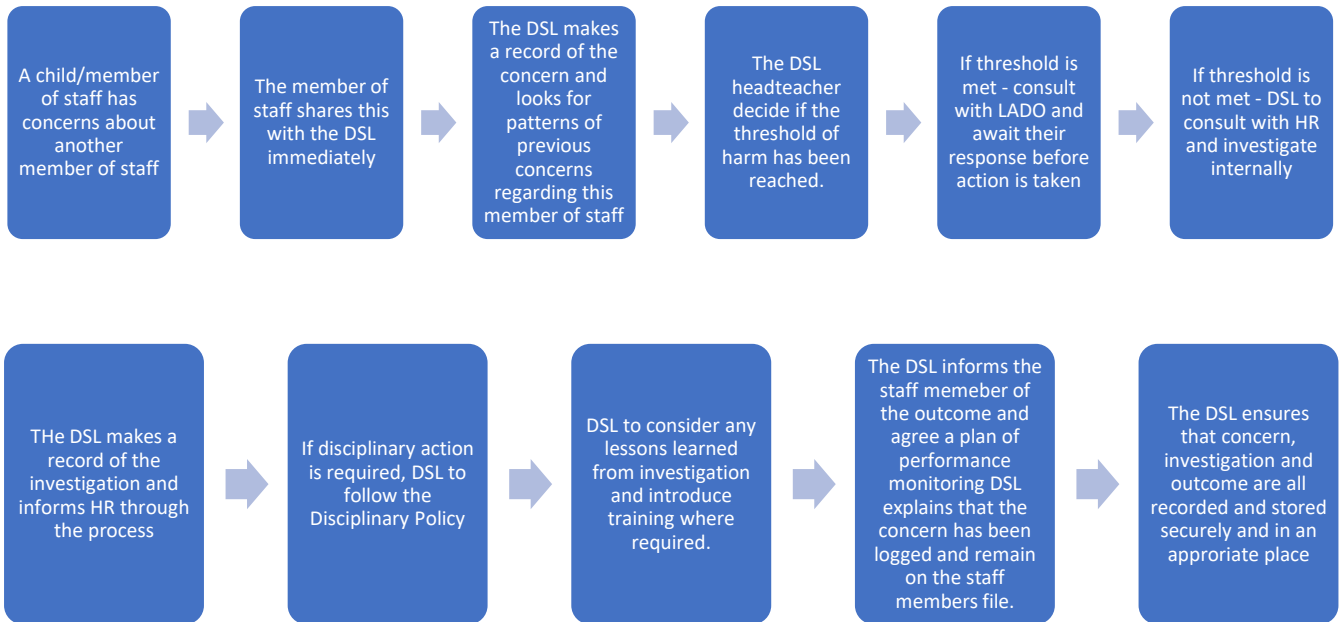 A child/member
of staff has
concerns about
another
member of staff
The member of
staff shares this
with the DSL
immediately
The DSL makes
a record of the
concern and
looks for
patterns of
previous
concerns
regarding this
member of staff
The DSL
headteacher
decide if the
threshold of
harm has been
reached.
If threshold is
met - consult
with LADO and
await their
response before
action is taken
If threshold is
not met - DSL to
consult with HR
and investigate
internally
THe DSL makes a
record of the
investigation and
informs HR through
the process
If disciplinary action
is required, DSL to
follow the
Disciplinary Policy
DSL to consider any
lessons learned
from investigation
and introduce
training where
required.
The DSL informs the
staff memeber of
the outcome and
agree a plan of
performance
monitoring DSL
explains that the
concern has been
logged and remain
on the staff
members file.
The DSL ensures
that concern,
investigation and
outcome are all
recorded and stored
securely and in an
approriate place